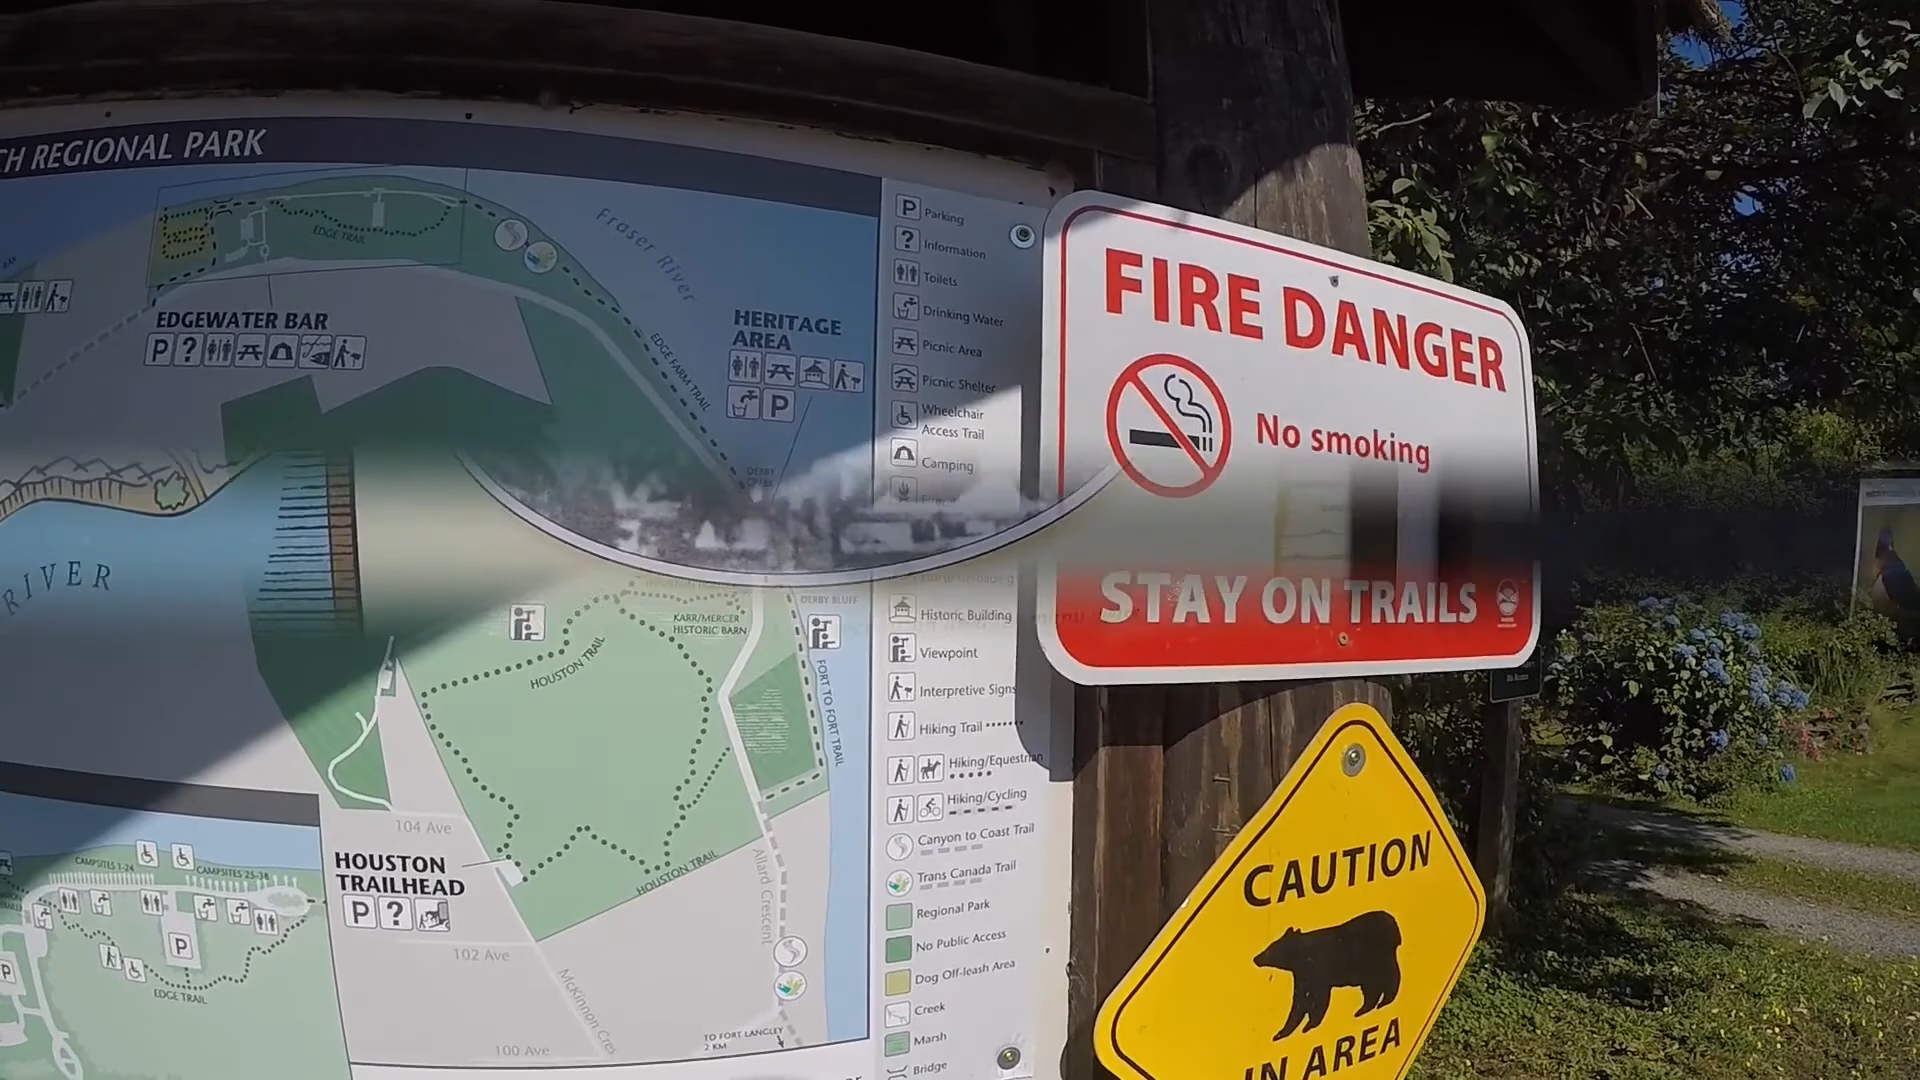 CH REGIONAL PARK
EDGE TRAIL
Fraser River
EDGEWATER BAR
P ?
HERITAGE
AREA
P
EDGE FARM TRAIL
DERBY
RIVER
HOUSTON TRAIL
KARR/MERCER
HISTORIC BARN
DERBY BLUFF
FORT TO FORT TRAIL
HOUSTON TRAIL
104 Ave
HOUSTON
TRAILHEAD
P ?
102 Ave
McKinnon Cres
Allard Crescent
100 Ave
TO FORT LANGLEY
2 KM
CAMPSITES 1-24
CAMPSITES 25-38
P
P
EDGE TRAIL
P Parking
? Information
Toilets
Drinking Water
Picnic Area
Picnic Shelter
Wheelchair
Access Trail
Camping
Historic Building
Viewpoint
Interpretive Signs
Hiking Trail
Hiking/Equestrian
Hiking/Cycling
Canyon to Coast Trail
Trans Canada Trail
Regional Park
No Public Access
Dog Off-leash Area
Creek
Marsh
Bridge
FIRE DANGER
No smoking
STAY ON TRAILS
CAUTION
IN AREA